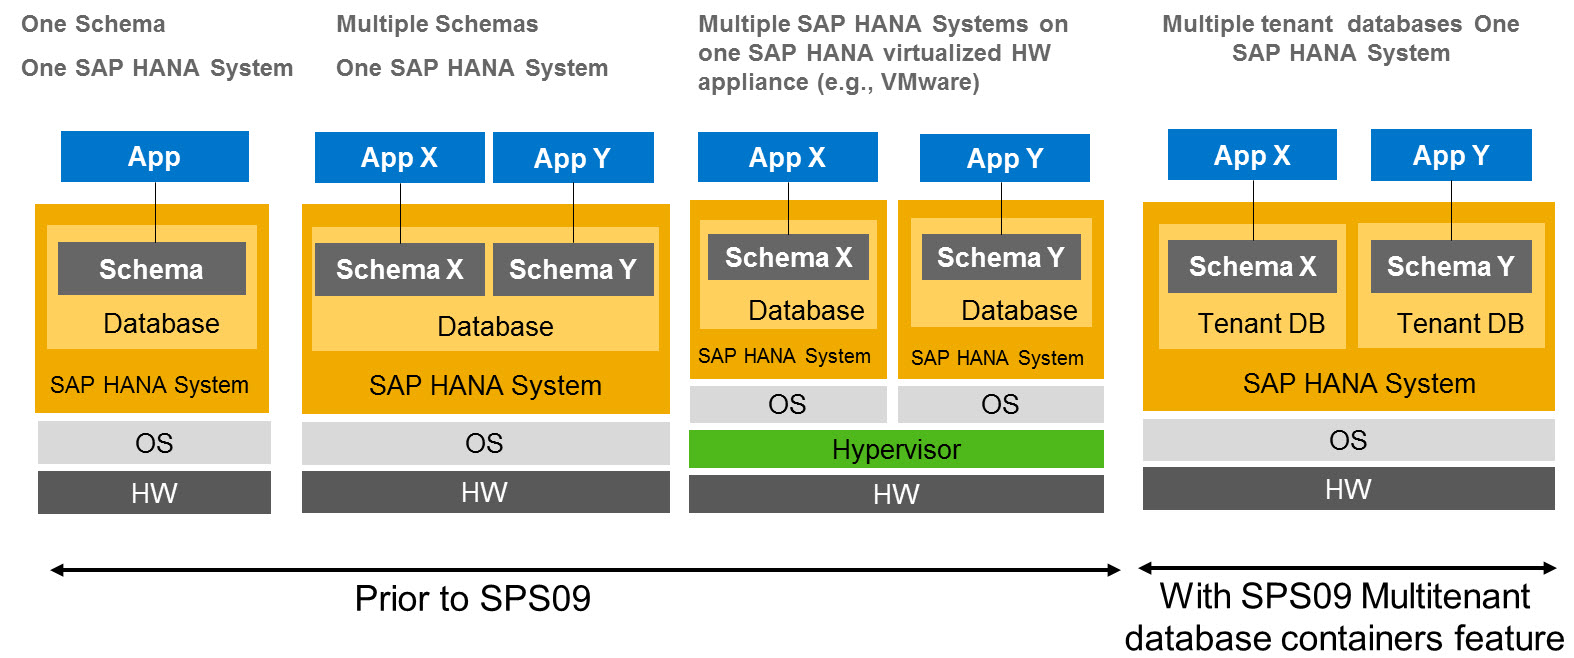 One Schema
One SAP HANA System
Multiple Schemas
One SAP HANA System
Multiple SAP HANA Systems on
one SAP HANA virtualized HW
appliance (e.g., VMware)
Multiple tenant databases One
SAP HANA System
App
Schema
Database
SAP HANA System
OS
HW
App X
App Y
Schema X
Schema Y
Database
SAP HANA System
OS
HW
App X
App Y
Schema X
Schema Y
Database
Database
SAP HANA System
SAP HANA System
OS
OS
Hypervisor
HW
App X
App Y
Schema X
Schema Y
Tenant DB
Tenant DB
SAP HANA System
OS
HW
Prior to SPS09
With SPS09 Multitenant
database containers feature